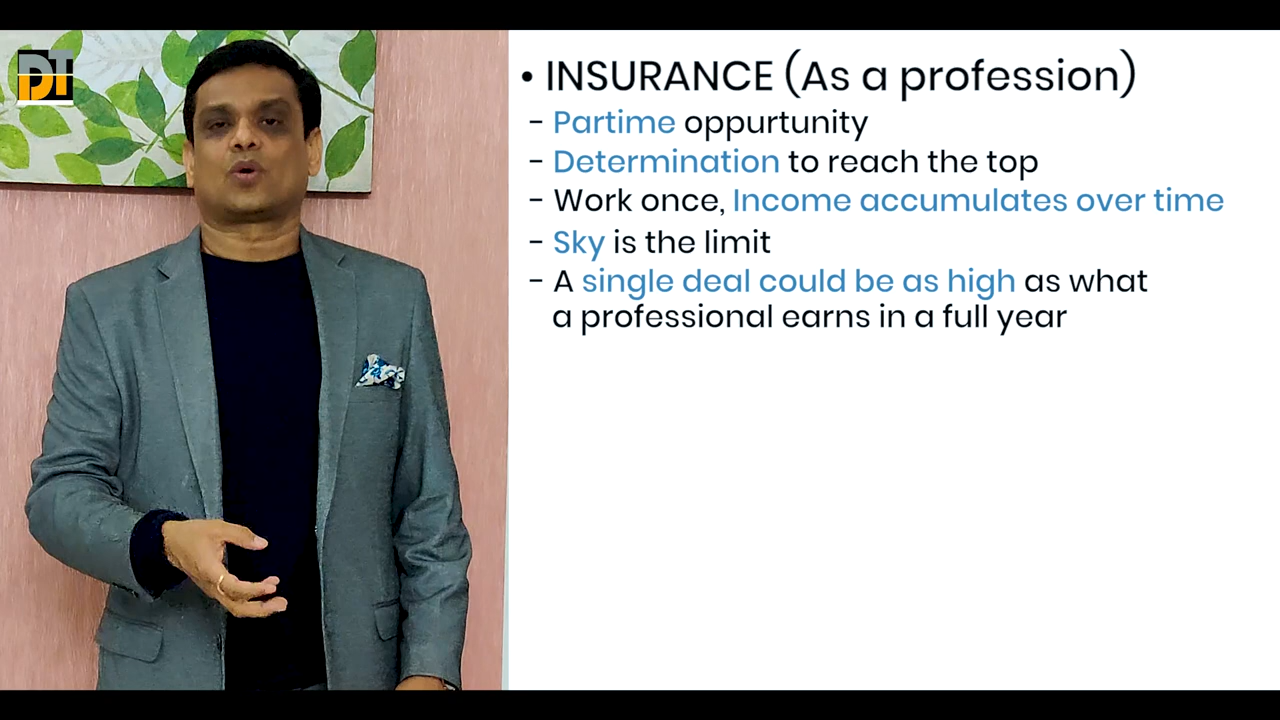 DT
• INSURANCE (As a profession)
- Partime oppurtunity
- Determination to reach the top
- Work once, Income accumulates over time
- Sky is the limit
- A single deal could be as high as what
a professional earns in a full year